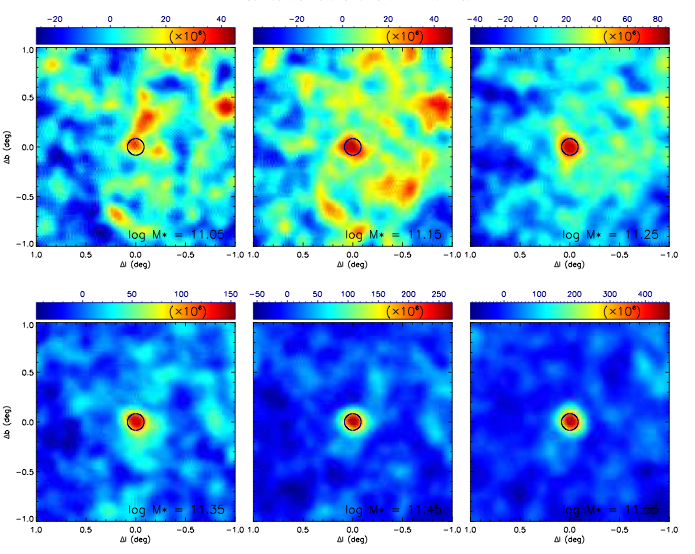 -20 0 20 40
-20 0 20 40
-40 -20 0 20 40 60 80
(×10⁶)
(×10⁶)
(×10⁶)
1.0
0.5
0.0
-0.5
-1.0
Δb (deg)
log M* = 11.05
log M* = 11.15
log M* = 11.25
1.0 0.5 0.0 -0.5 -1.0
1.0 0.5 0.0 -0.5 -1.0
1.0 0.5 0.0 -0.5 -1.0
Δl (deg)
Δl (deg)
Δl (deg)
0 50 100 150
-50 0 50 100 150 200 250
0 100 200 300 400
(×10⁶)
(×10⁶)
(×10⁶)
1.0
0.5
0.0
-0.5
-1.0
Δb (deg)
log M* = 11.35
log M* = 11.45
log M* = 11.55
1.0 0.5 0.0 -0.5 -1.0
1.0 0.5 0.0 -0.5 -1.0
1.0 0.5 0.0 -0.5 -1.0
Δl (deg)
Δl (deg)
Δl (deg)